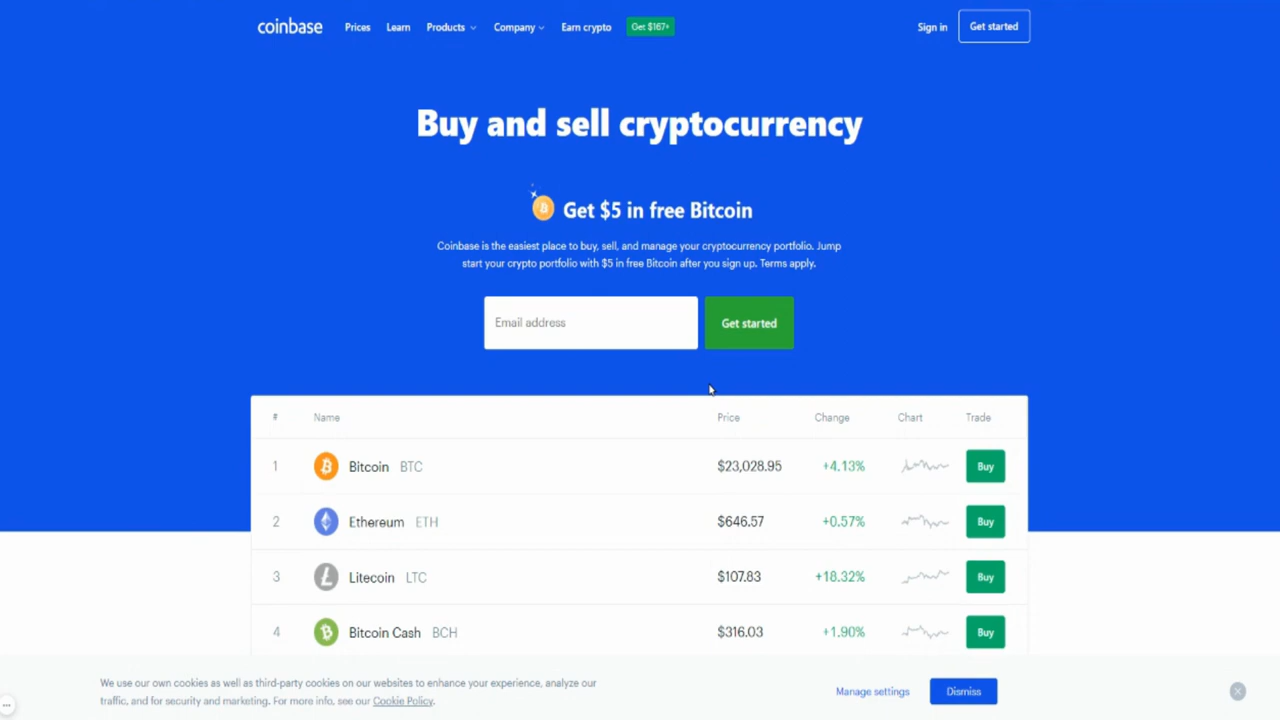 coinbase Prices Learn Products Company Earn crypto Get $167+ Sign in Get started
Buy and sell cryptocurrency
Get $5 in free Bitcoin
Coinbase is the easiest place to buy, sell, and manage your cryptocurrency portfolio. Jump
start your crypto portfolio with $5 in free Bitcoin after you sign up. Terms apply.
Email address Get started
# Name Price Change Chart Trade
1 Bitcoin BTC $23,028.95 +4.13% Buy
2 Ethereum ETH $646.57 +0.57% Buy
3 Litecoin LTC $107.83 +18.32% Buy
4 Bitcoin Cash BCH $316.03 +1.90% Buy
We use our own cookies as well as third-party cookies on our websites to enhance your experience, analyze our
traffic, and for security and marketing. For more info, see our Cookie Policy.
Manage settings Dismiss